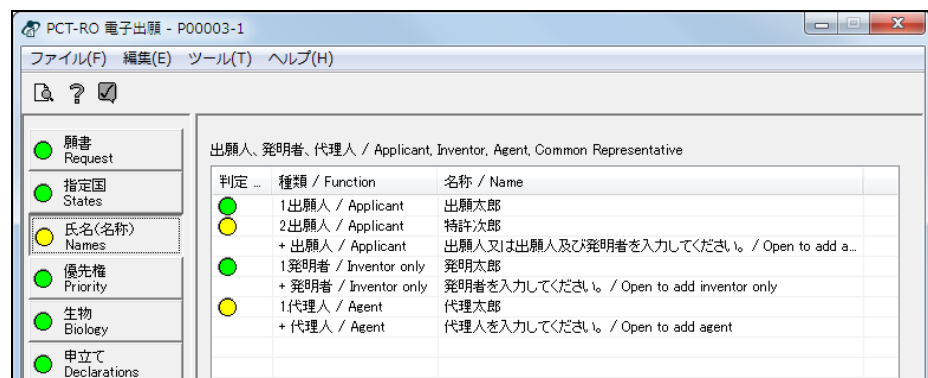 PCT-RO 電子出願 - P00003-1
ファイル(F) 編集(E) ツール(T) ヘルプ(H)
願書
Request
指定国
States
氏名(名称)
Names
優先権
Priority
生物
Biology
申立て
Declarations
出願人、発明者、代理人 / Applicant, Inventor, Agent, Common Representative
判定 ... 種類 / Function 名称 / Name
1出願人 / Applicant 出願太郎
2出願人 / Applicant 特許次郎
+ 出願人 / Applicant 出願人又は出願人及び発明者を入力してください。 / Open to add a...
1発明者 / Inventor only 発明太郎
+ 発明者 / Inventor only 発明者を入力してください。 / Open to add inventor only
1代理人 / Agent 代理太郎
+ 代理人 / Agent 代理人を入力してください。 / Open to add agent